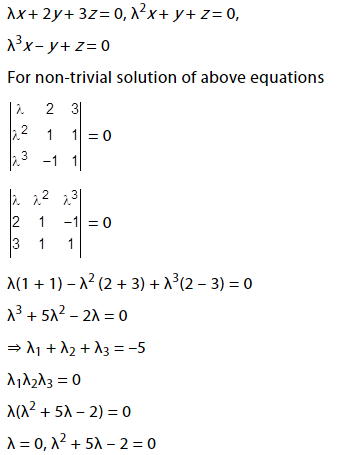 λx + 2y + 3z = 0, λ²x + y + z = 0,
λ³x – y + z = 0
For non-trivial solution of above equations
|λ 2 3|
|λ² 1 1| = 0
|λ³ –1 1|
|λ λ² λ³|
|2 1 –1| = 0
|3 1 1|
λ(1 + 1) – λ² (2 + 3) + λ³(2 – 3) = 0
λ³ + 5λ² – 2λ = 0
⇒ λ₁ + λ₂ + λ₃ = –5
λ₁λ₂λ₃ = 0
λ(λ² + 5λ – 2) = 0
λ = 0, λ² + 5λ – 2 = 0